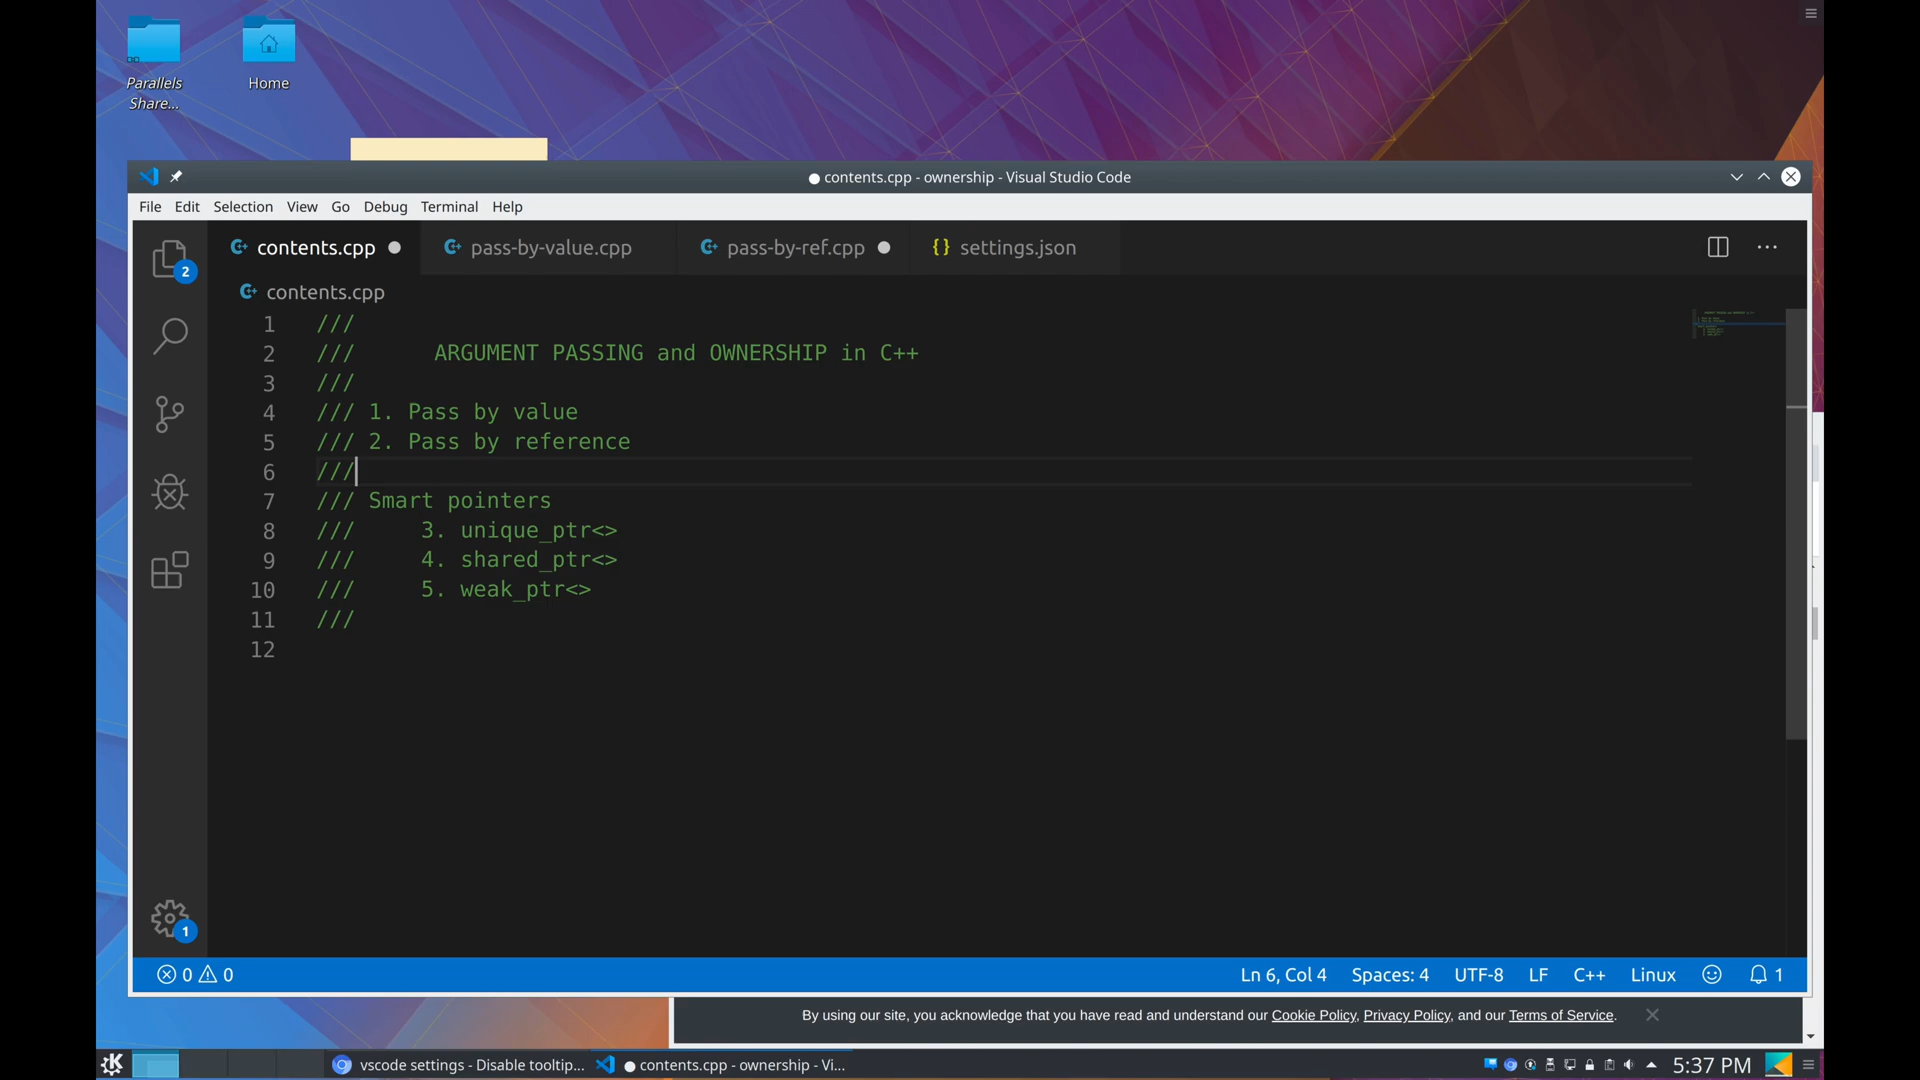 Parallels
Share...
Home
contents.cpp - ownership - Visual Studio Code
File Edit Selection View Go Debug Terminal Help
contents.cpp pass-by-value.cpp pass-by-ref.cpp {} settings.json ...
2
contents.cpp
1 ///
2 /// ARGUMENT PASSING and OWNERSHIP in C++
3 ///
4 /// 1. Pass by value
5 /// 2. Pass by reference
6 ///
7 /// Smart pointers
8 /// 3. unique_ptr<>
9 /// 4. shared_ptr<>
10 /// 5. weak_ptr<>
11 ///
12
1
0 0 Ln 6, Col 4 Spaces: 4 UTF-8 LF C++ Linux 1
By using our site, you acknowledge that you have read and understand our Cookie Policy, Privacy Policy, and our Terms of Service.
vscode settings - Disable tooltip... contents.cpp - ownership - Vi... 5:37 PM